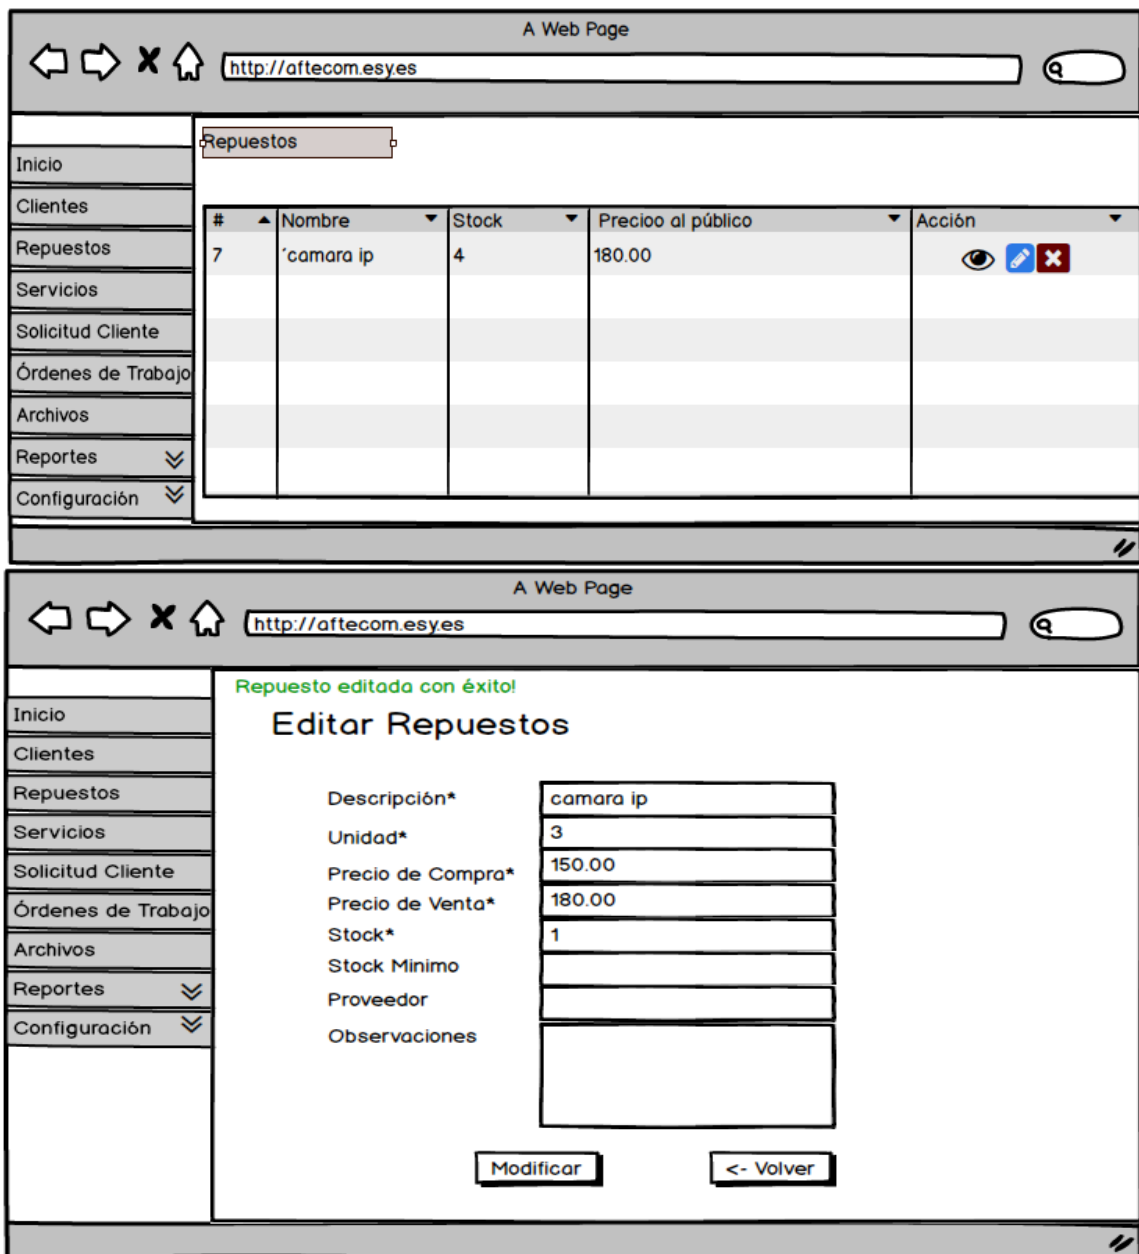 A Web Page
http://aftecom.esy.es
Repuestos
Inicio
Clientes
Repuestos
Servicios
Solicitud Cliente
Órdenes de Trabajo
Archivos
Reportes
Configuración
# Nombre Stock Precioo al público Acción
7 ´camara ip 4 180.00
A Web Page
http://aftecom.esy.es
Inicio
Clientes
Repuestos
Servicios
Solicitud Cliente
Órdenes de Trabajo
Archivos
Reportes
Configuración
Repuesto editada con éxito!
Editar Repuestos
Descripción* camara ip
Unidad* 3
Precio de Compra* 150.00
Precio de Venta* 180.00
Stock* 1
Stock Minimo
Proveedor
Observaciones
Modificar <- Volver